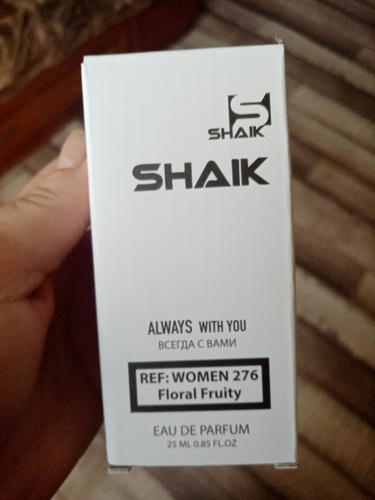 S
SHAIK
SHAIK
ALWAYS WITH YOU
ВСЕГДА С ВАМИ
REF: WOMEN 276
Floral Fruity
EAU DE PARFUM
25 ML 0.85 FL.OZ